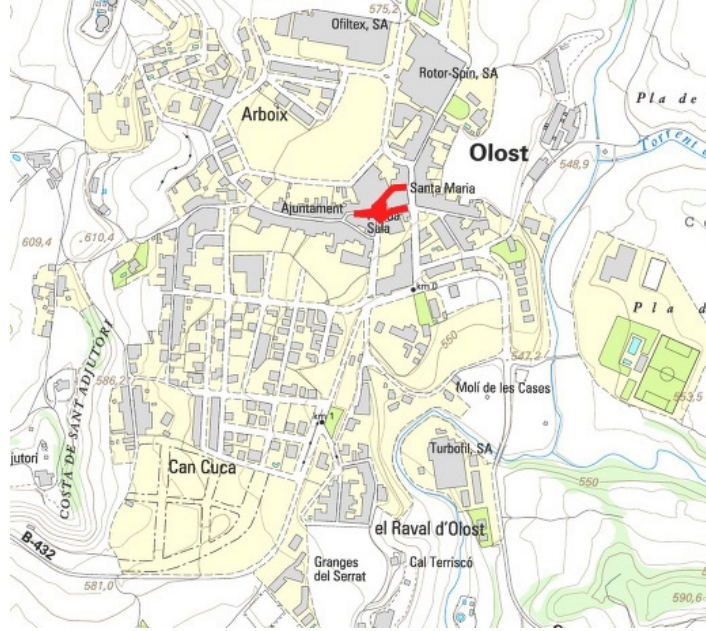 575,2
Ofiltex, SA
Rotor-Spin, SA
Pla de
Arboix
Torrent
Olost
548,9
Santa Maria
Ajuntament
Sala
609,4
610,4
km 0
Pla d
COSTA DE SANT ADJUTORI
550
547,2
586,2
Molí de les Cases
553,5
km 1
jutori
Can Cuca
Turbofil, SA
550
B-432
el Raval d'Olost
Granges
del Serrat
Cal Terriscó
581,0
590,6